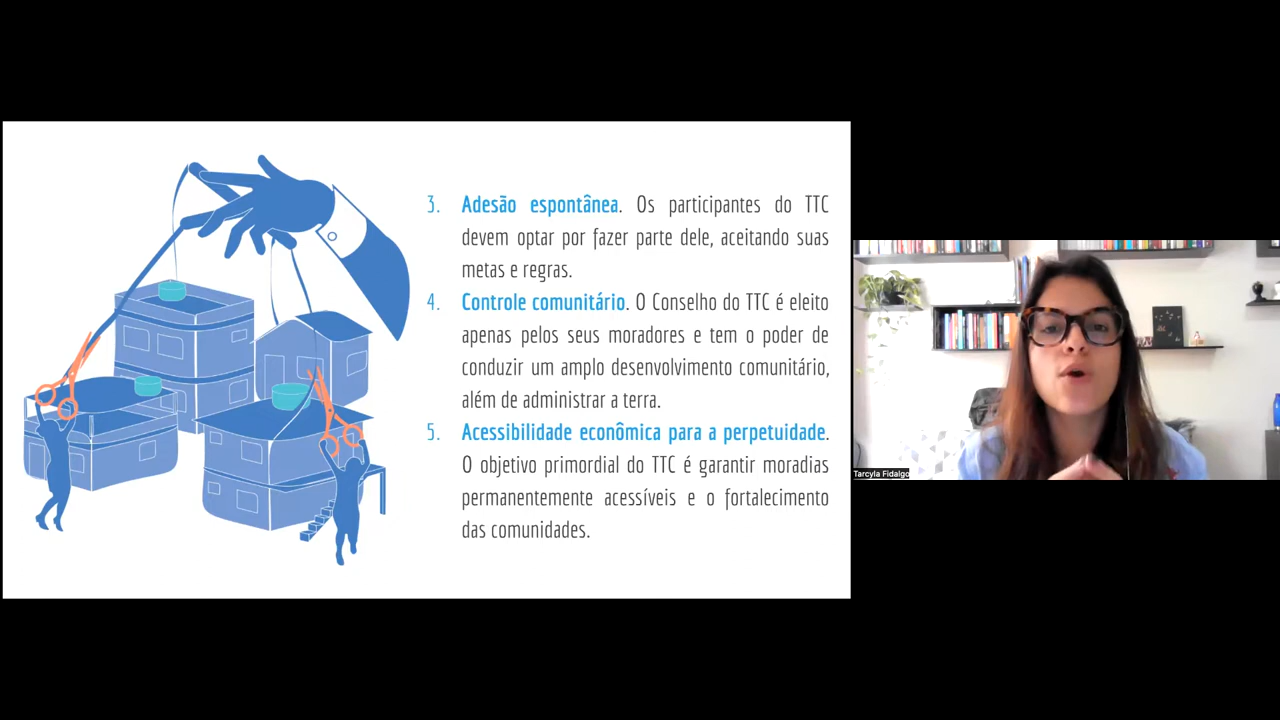 3. Adesão espontânea. Os participantes do TTC
devem optar por fazer parte dele, aceitando suas
metas e regras.
4. Controle comunitário. O Conselho do TTC é eleito
apenas pelos seus moradores e tem o poder de
conduzir um amplo desenvolvimento comunitário,
além de administrar a terra.
5. Acessibilidade econômica para a perpetuidade.
O objetivo primordial do TTC é garantir moradias
permanentemente acessíveis e o fortalecimento
das comunidades.
Tarcyla Fidalgo